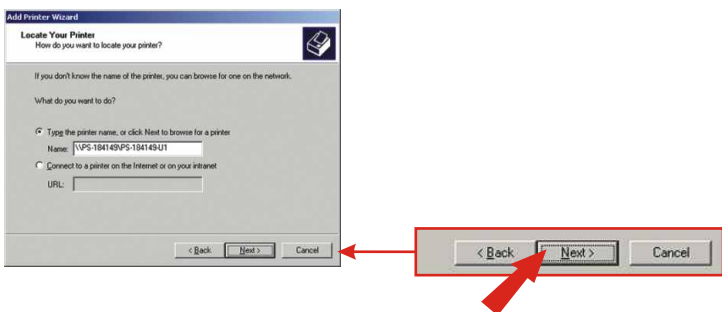 Add Printer Wizard
Locate Your Printer
How do you want to locate your printer?
If you don't know the name of the printer, you can browse for one on the network.
What do you want to do?
Type the printer name, or click Next to browse for a printer
Name: \\PS-184149\PS-184149-U1
Connect to a printer on the Internet or on your intranet
URL:
< Back Next > Cancel
< Back Next > Cancel